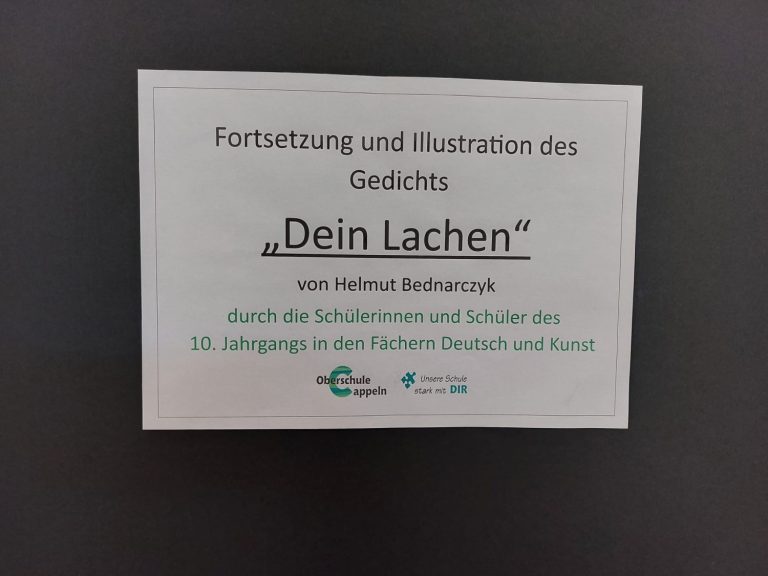 Fortsetzung und Illustration des
Gedichts
„Dein Lachen“
von Helmut Bednarczyk
durch die Schülerinnen und Schüler des
10. Jahrgangs in den Fächern Deutsch und Kunst
Oberschule
Cappeln
Unsere Schule
stark mit DIR